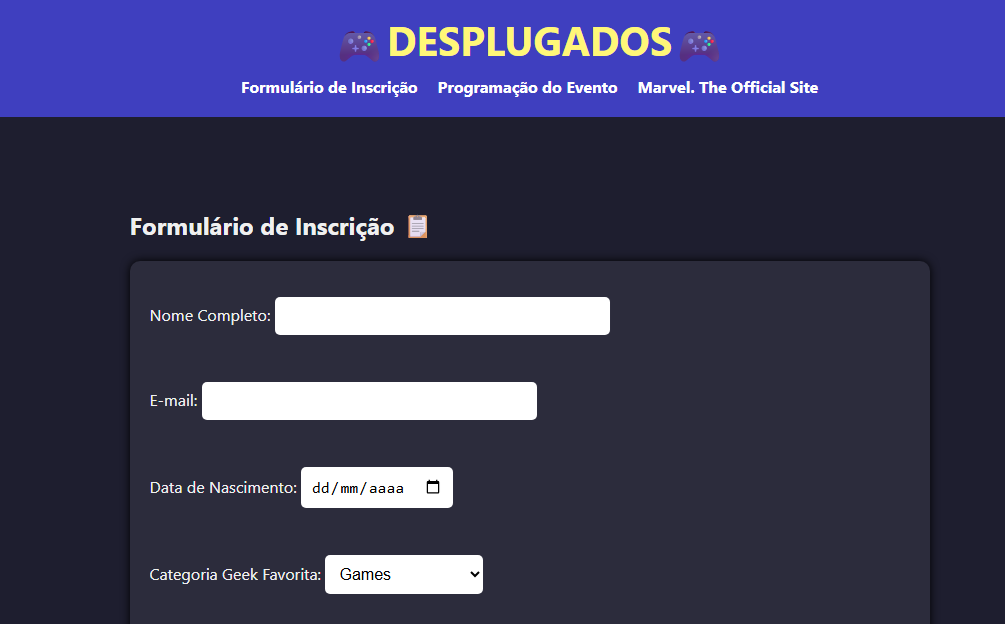 🎮 DESPLUGADOS 🎮
Formulário de Inscrição Programação do Evento Marvel. The Official Site
Formulário de Inscrição 📋
Nome Completo:
E-mail:
Data de Nascimento: dd/mm/aaaa
Categoria Geek Favorita: Games